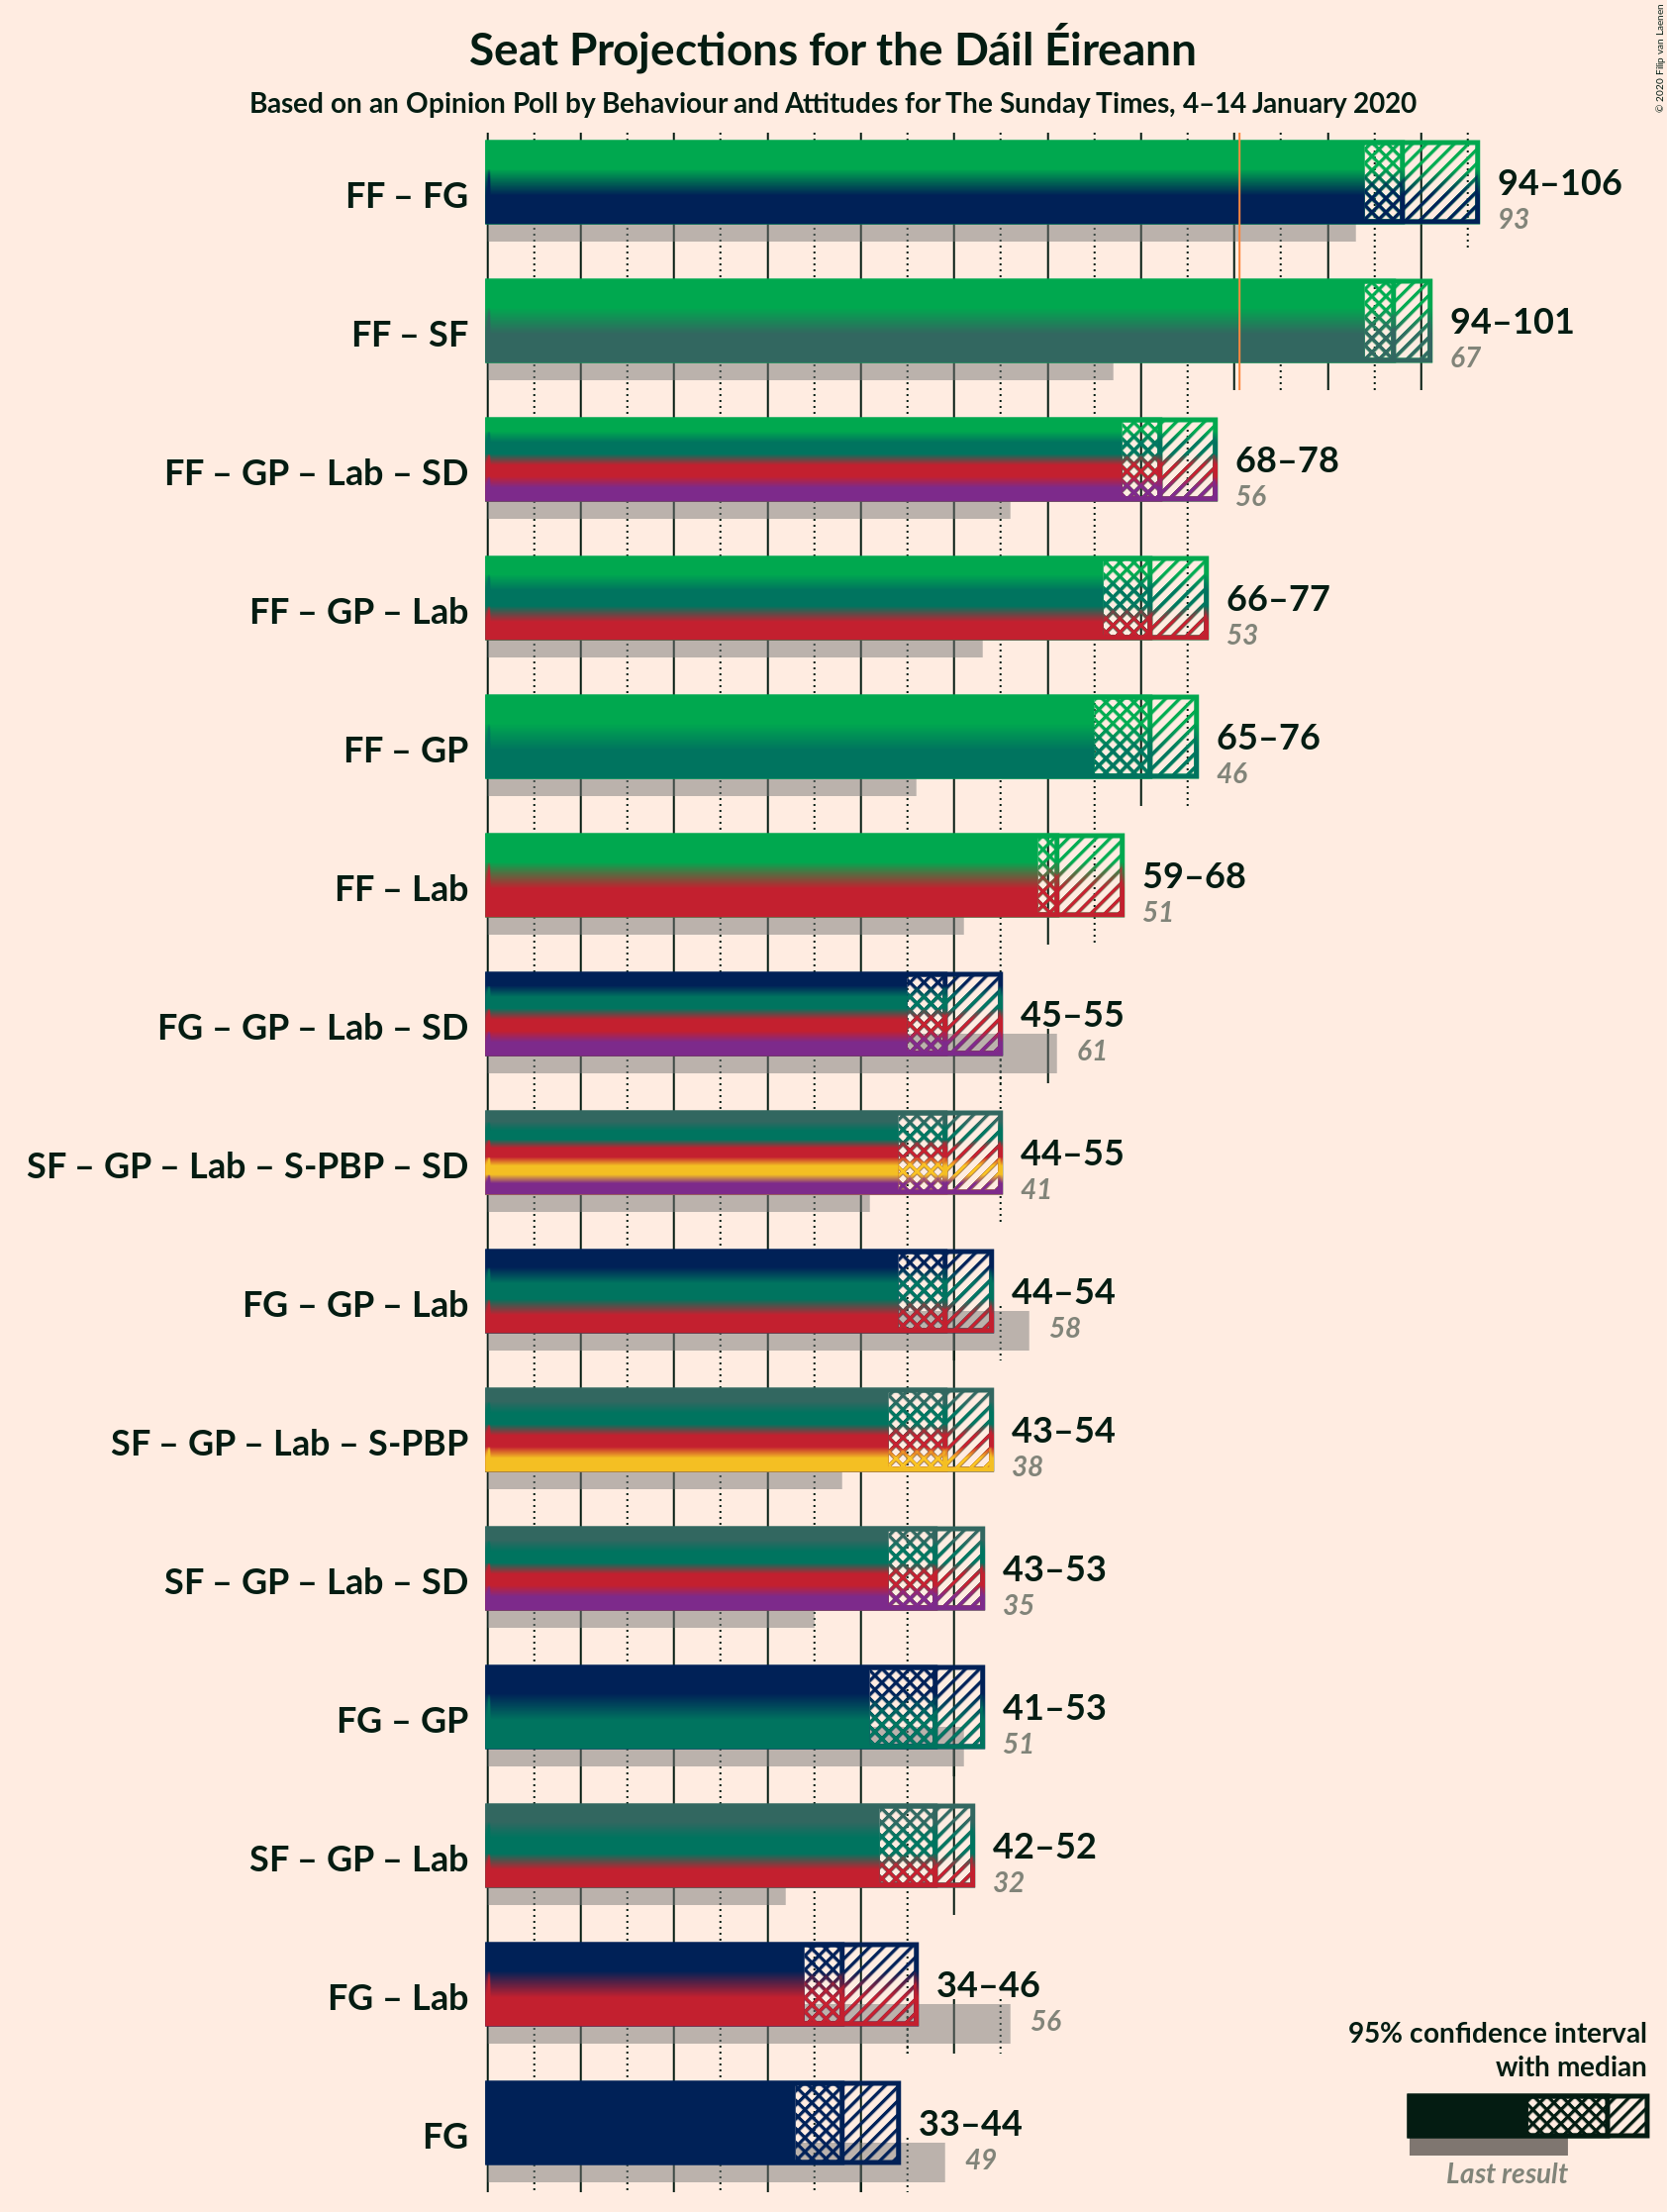 Seat Projections for the Dáil Éireann
Based on an Opinion Poll by Behaviour and Attitudes for The Sunday Times, 4–14 January 2020
© 2020 Filip van Laenen
FF – FG
94–106
93
FF – SF
94–101
67
FF – GP – Lab – SD
68–78
56
FF – GP – Lab
66–77
53
FF – GP
65–76
46
FF – Lab
59–68
51
FG – GP – Lab – SD
45–55
61
SF – GP – Lab – S-PBP – SD
44–55
41
FG – GP – Lab
44–54
58
SF – GP – Lab – S-PBP
43–54
38
SF – GP – Lab – SD
43–53
35
FG – GP
41–53
51
SF – GP – Lab
42–52
32
FG – Lab
34–46
56
FG
33–44
49
95% confidence interval
with median
Last result